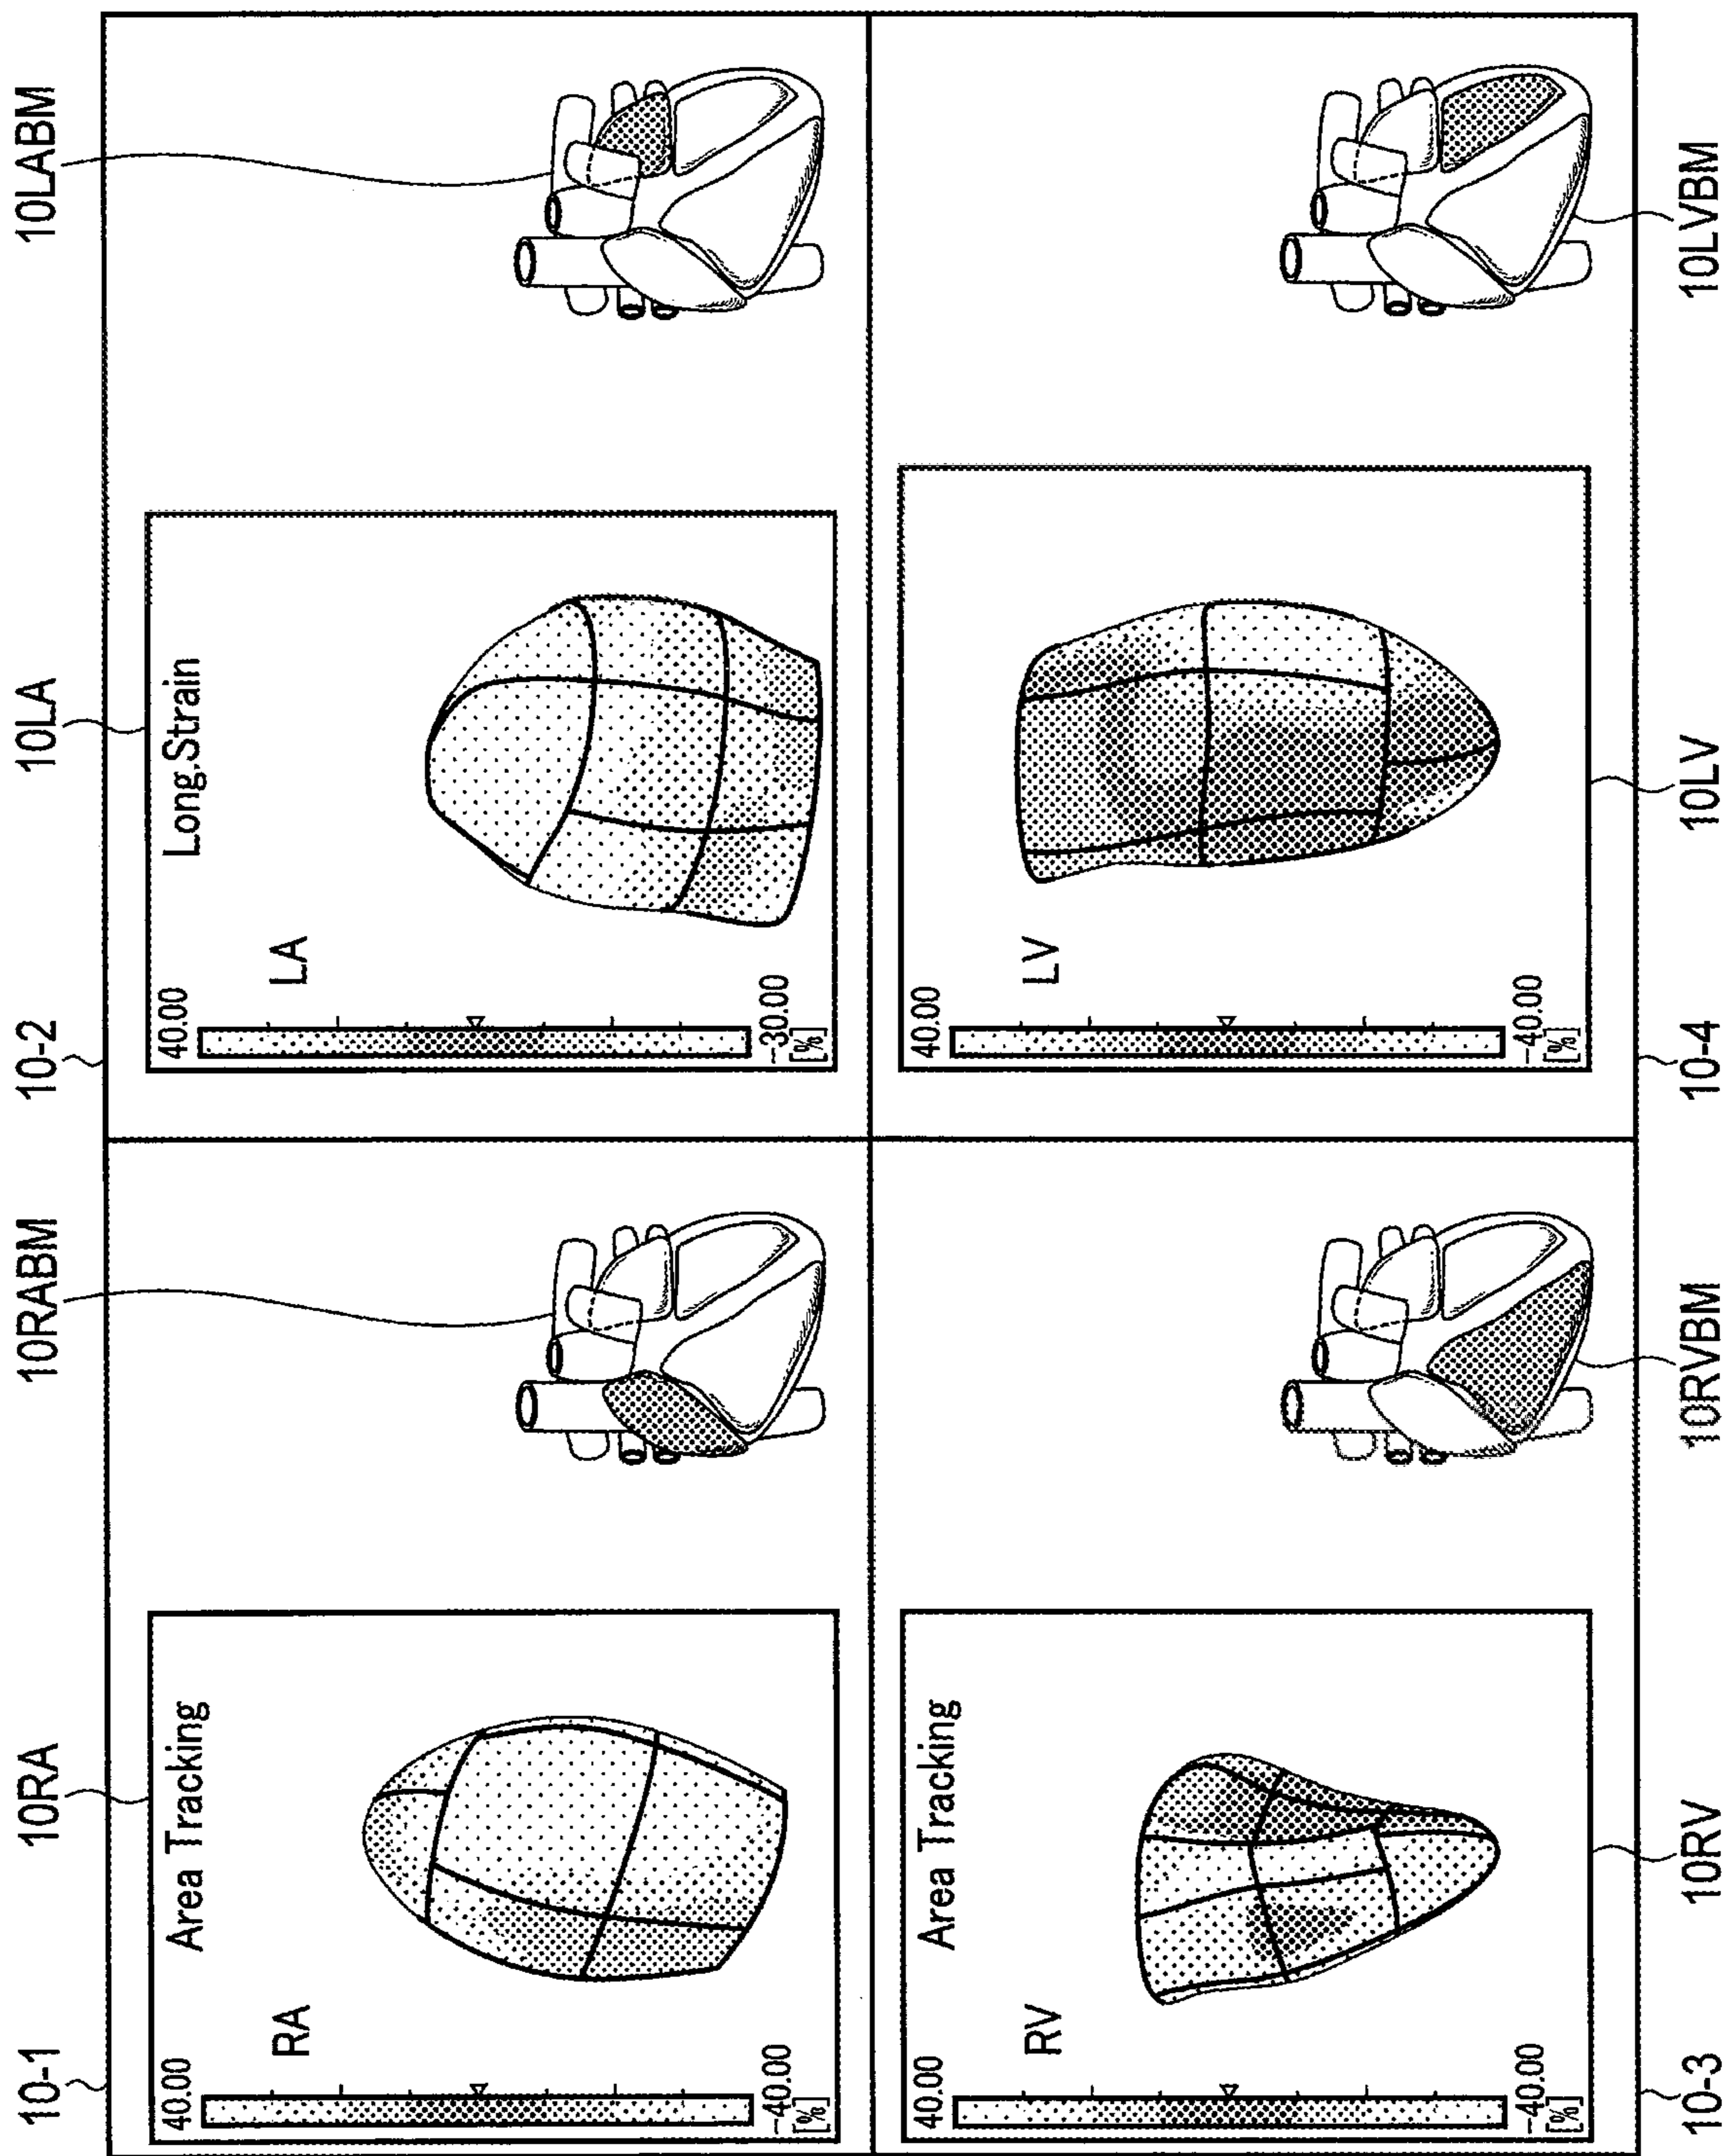 10-1
10RA
10RABM
10-2
10LA
10LABM
40.00
Area Tracking
RA
-40.00
[%]
40.00
Long,Strain
LA
-30.00
[%]
40.00
Area Tracking
RV
-40.00
[%]
40.00
LV
-40.00
[%]
10-3
10RV
10RVBM
10-4
10LV
10LVBM